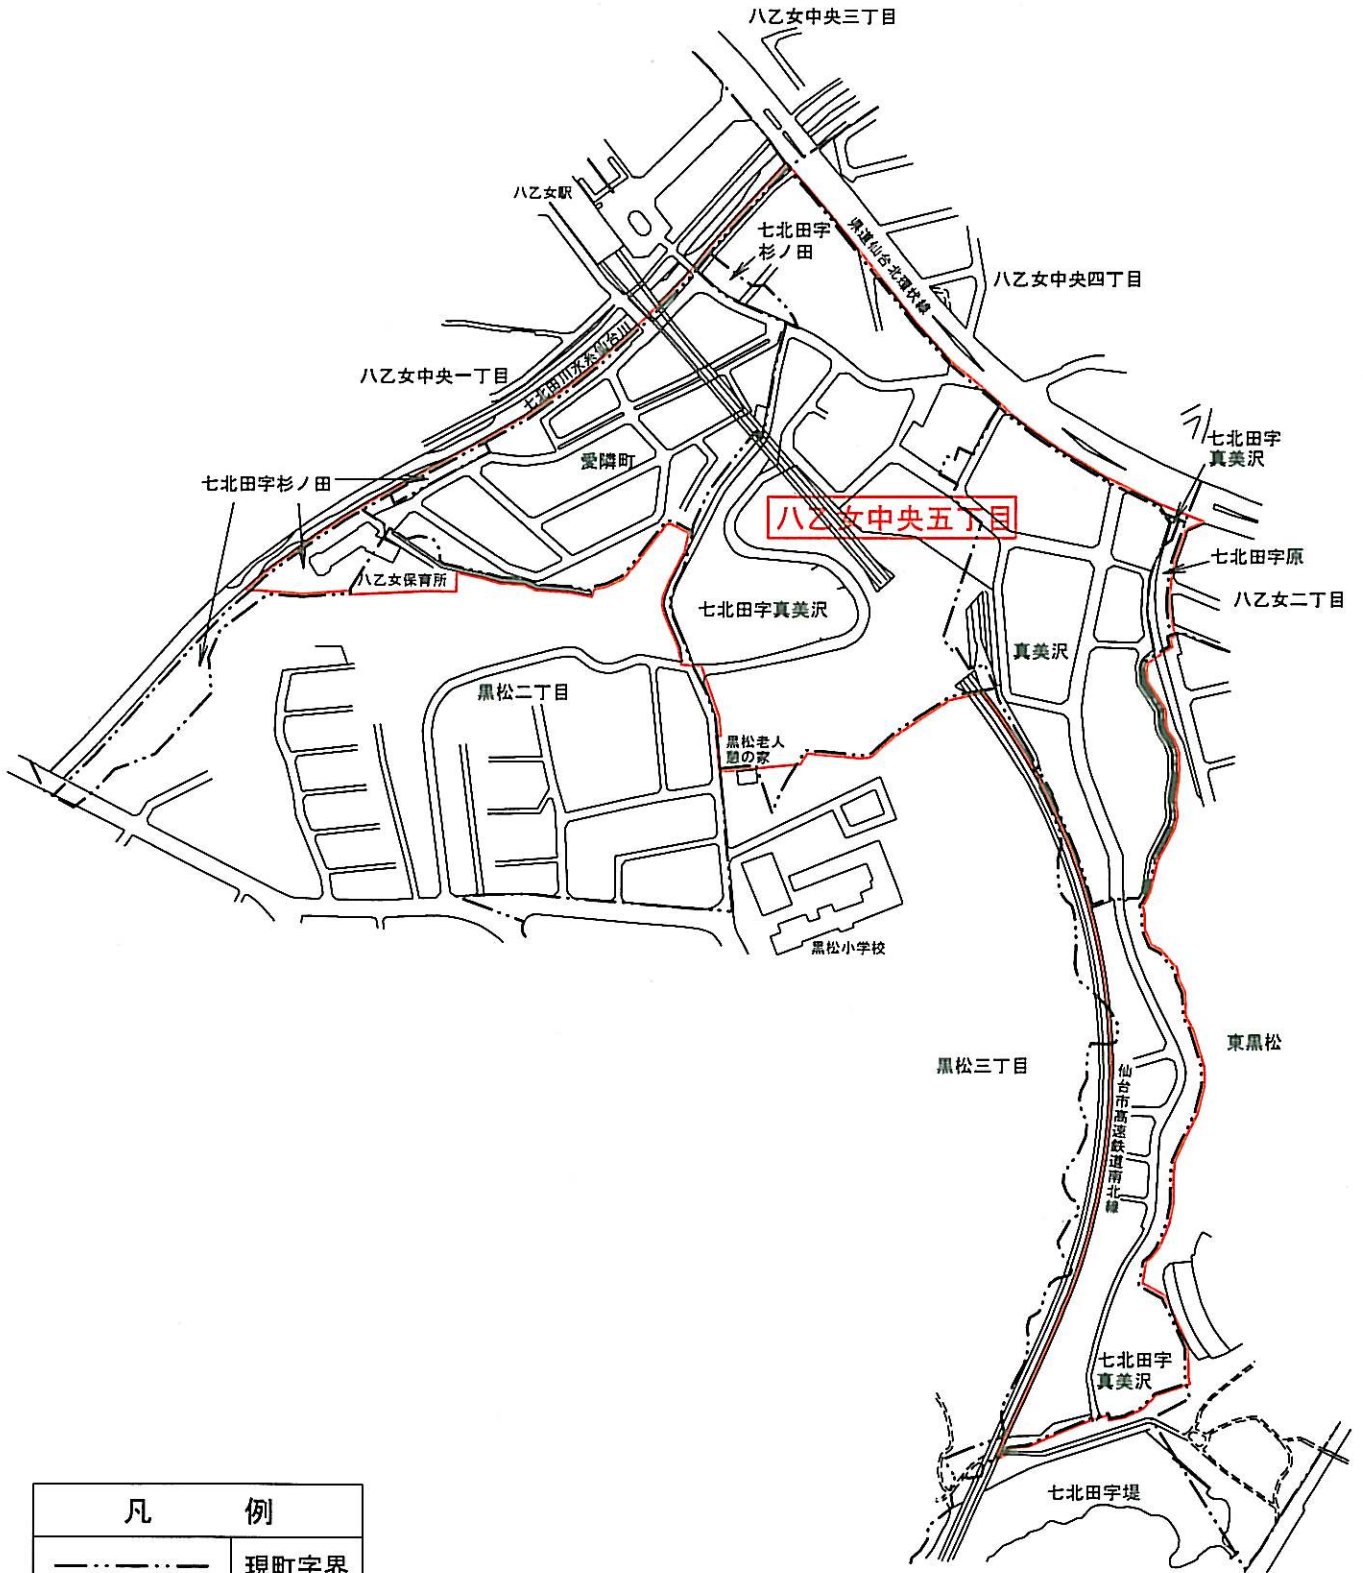 八乙女中央三丁目
八乙女駅
七北田字
杉ノ田
県道仙台北環状線
八乙女中央四丁目
八乙女中央一丁目
七北田川水系仙台川
七北田字
真美沢
愛隣町
七北田字杉ノ田
八乙女中央五丁目
七北田字原
八乙女保育所
八乙女二丁目
七北田字真美沢
真美沢
黒松二丁目
黒松老人
憩の家
黒松小学校
東黒松
黒松三丁目
仙台市高速鉄道南北線
七北田字
真美沢
七北田字堤
凡 例
現町字界